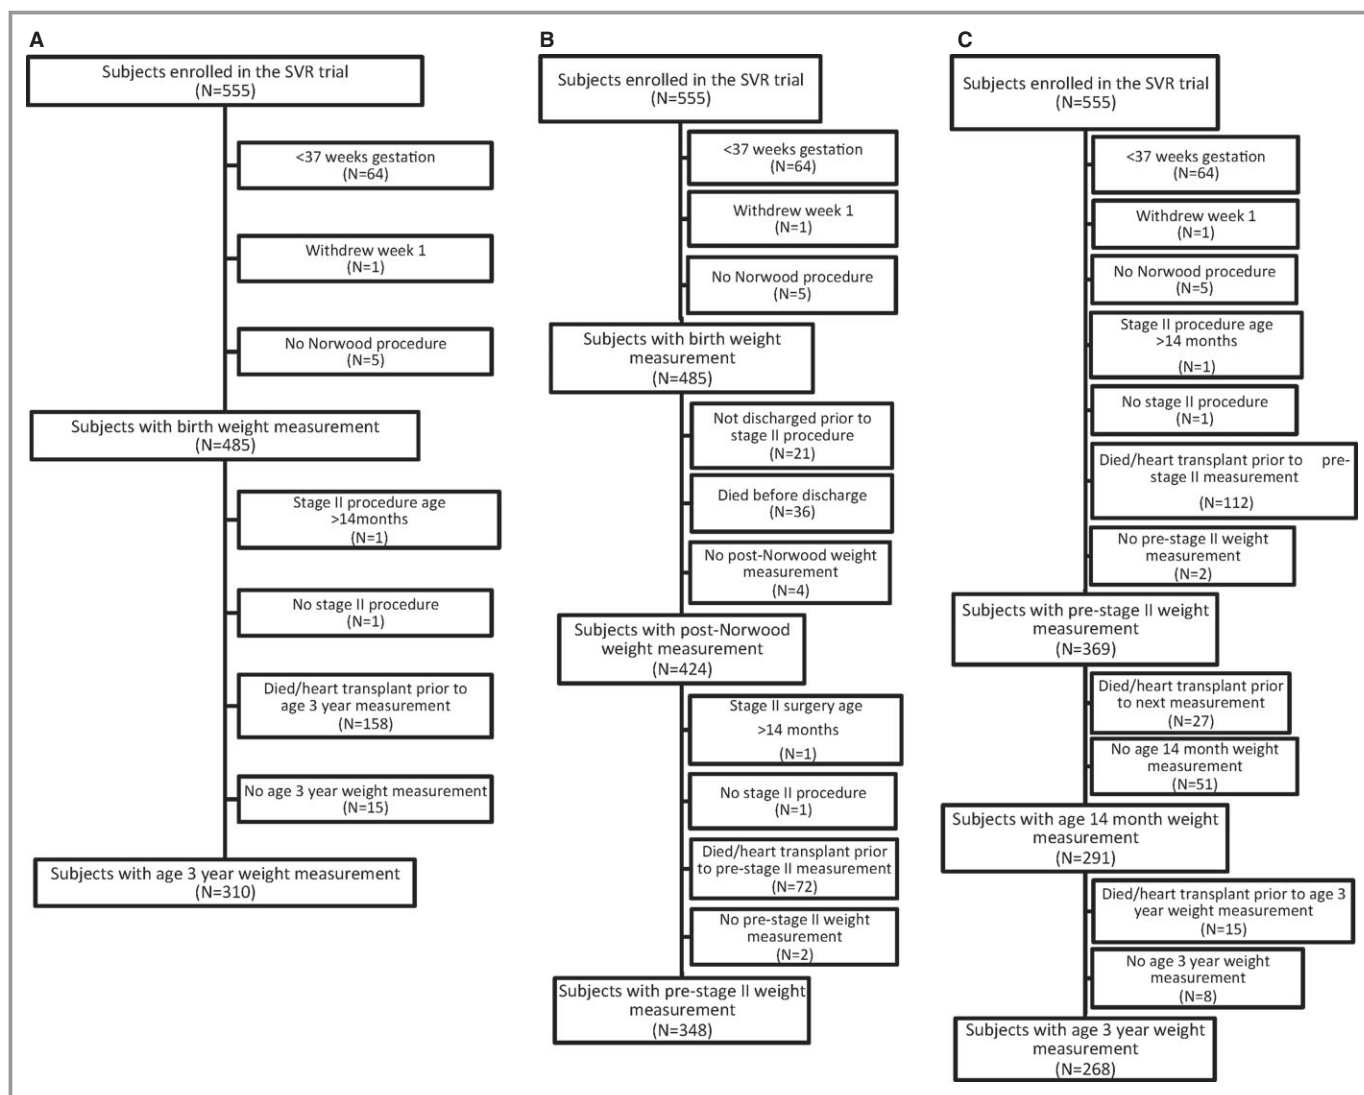 A
Subjects enrolled in the SVR trial
(N=555)
<37 weeks gestation
(N=64)
Withdrew week 1
(N=1)
No Norwood procedure
(N=5)
Subjects with birth weight measurement
(N=485)
Stage II procedure age
>14months
(N=1)
No stage II procedure
(N=1)
Died/heart transplant prior to
age 3 year measurement
(N=158)
No age 3 year weight measurement
(N=15)
Subjects with age 3 year weight measurement
(N=310)
B
Subjects enrolled in the SVR trial
(N=555)
<37 weeks gestation
(N=64)
Withdrew week 1
(N=1)
No Norwood procedure
(N=5)
Subjects with birth weight
measurement
(N=485)
Not discharged prior to
stage II procedure
(N=21)
Died before discharge
(N=36)
No post-Norwood weight
measurement
(N=4)
Subjects with post-Norwood
weight measurement
(N=424)
Stage II surgery age
>14 months
(N=1)
No stage II procedure
(N=1)
Died/heart transplant prior
to pre-stage II measurement
(N=72)
No pre-stage II weight
measurement
(N=2)
Subjects with pre-stage II weight
measurement
(N=348)
C
Subjects enrolled in the SVR trial
(N=555)
<37 weeks gestation
(N=64)
Withdrew week 1
(N=1)
No Norwood procedure
(N=5)
Stage II procedure age
>14 months
(N=1)
No stage II procedure
(N=1)
Died/heart transplant prior to pre-
stage II measurement
(N=112)
No pre-stage II weight
measurement
(N=2)
Subjects with pre-stage II weight
measurement
(N=369)
Died/heart transplant prior
to next measurement
(N=27)
No age 14 month weight
measurement
(N=51)
Subjects with age 14 month weight
measurement
(N=291)
Died/heart transplant prior to age 3
year weight measurement
(N=15)
No age 3 year weight
measurement
(N=8)
Subjects with age 3 year weight
measurement
(N=268)